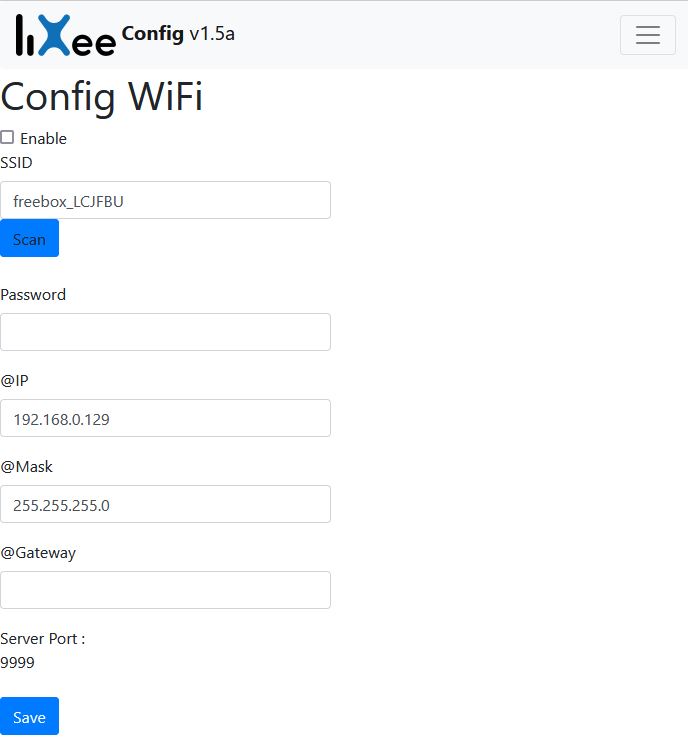 liXee Config v1.5a
Config WiFi
Enable
SSID
freebox_LCJFBU
Scan
Password
@IP
192.168.0.129
@Mask
255.255.255.0
@Gateway
Server Port :
9999
Save